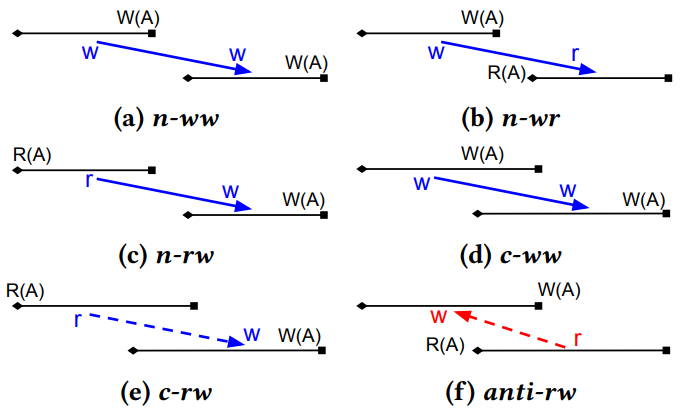 W(A)
w w
W(A)
(a) n-ww
W(A)
w r
R(A)
(b) n-wr
R(A)
r w
W(A)
(c) n-rw
W(A)
w w
W(A)
(d) c-ww
R(A)
r w
W(A)
(e) c-rw
W(A)
w
R(A) r
(f) anti-rw